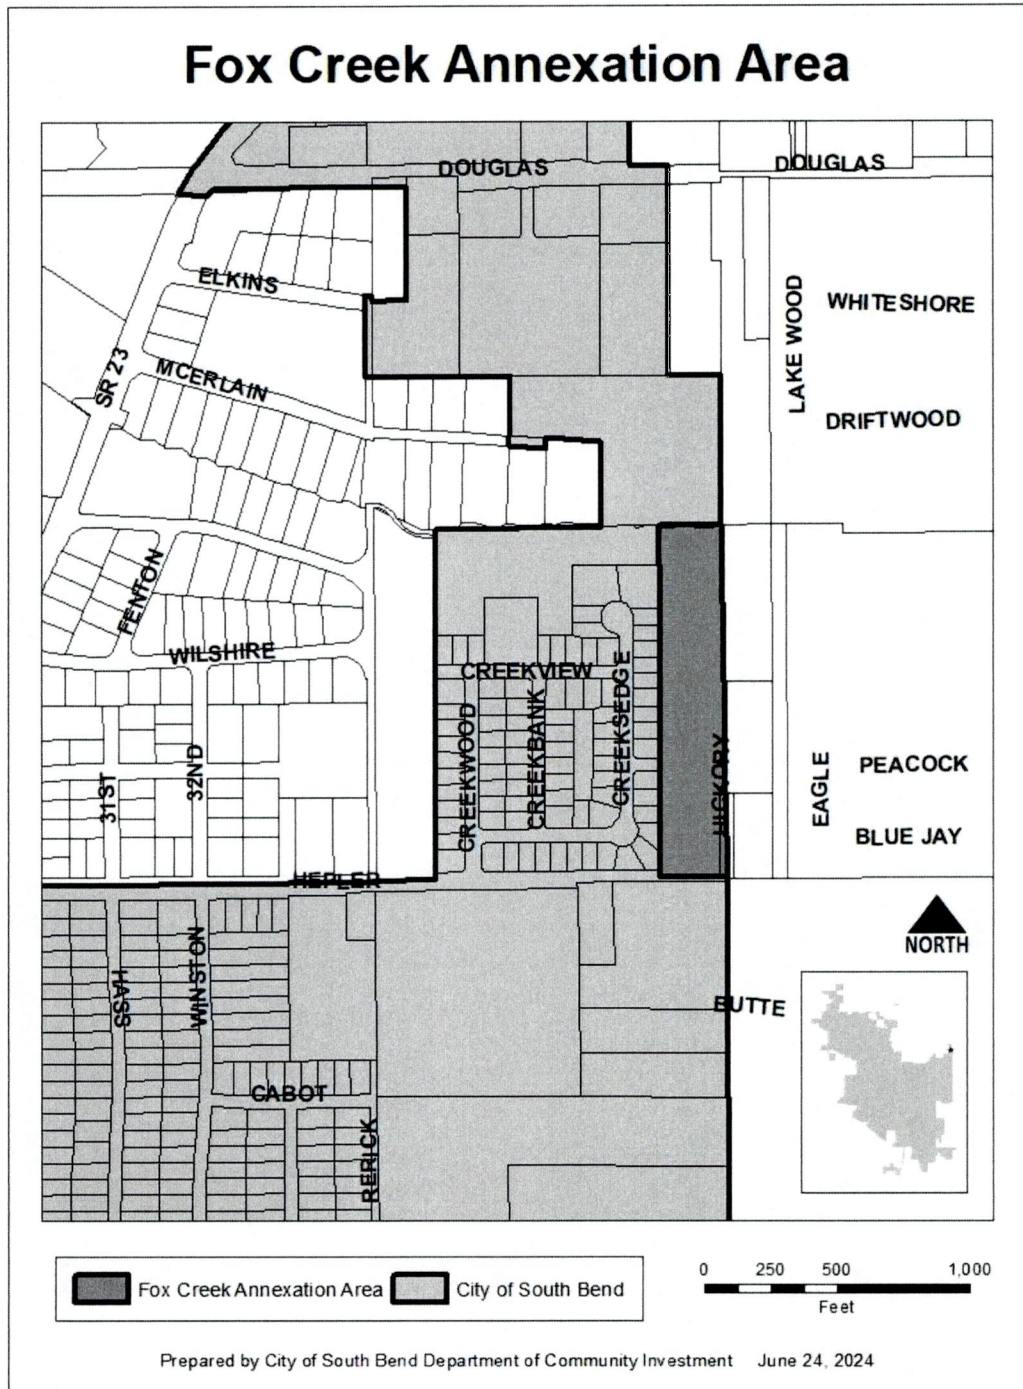 Fox Creek Annexation Area
DOUGLAS
DOUGLAS
ELKINS
LAKE WOOD
WHITESHORE
SR 23
MCERLAIN
DRIFTWOOD
FENTON
WILSHIRE
CREEKVIEW
CREEKSEDGE
CREEKWOOD
CREEKBANK
HICKORY
31ST
32ND
EAGLE
PEACOCK
BLUE JAY
HEPLER
NORTH
HASS
WINSTON
BUTTE
CABOT
RERICK
Fox Creek Annexation Area City of South Bend
0 250 500 1,000
Feet
Prepared by City of South Bend Department of Community Investment June 24, 2024